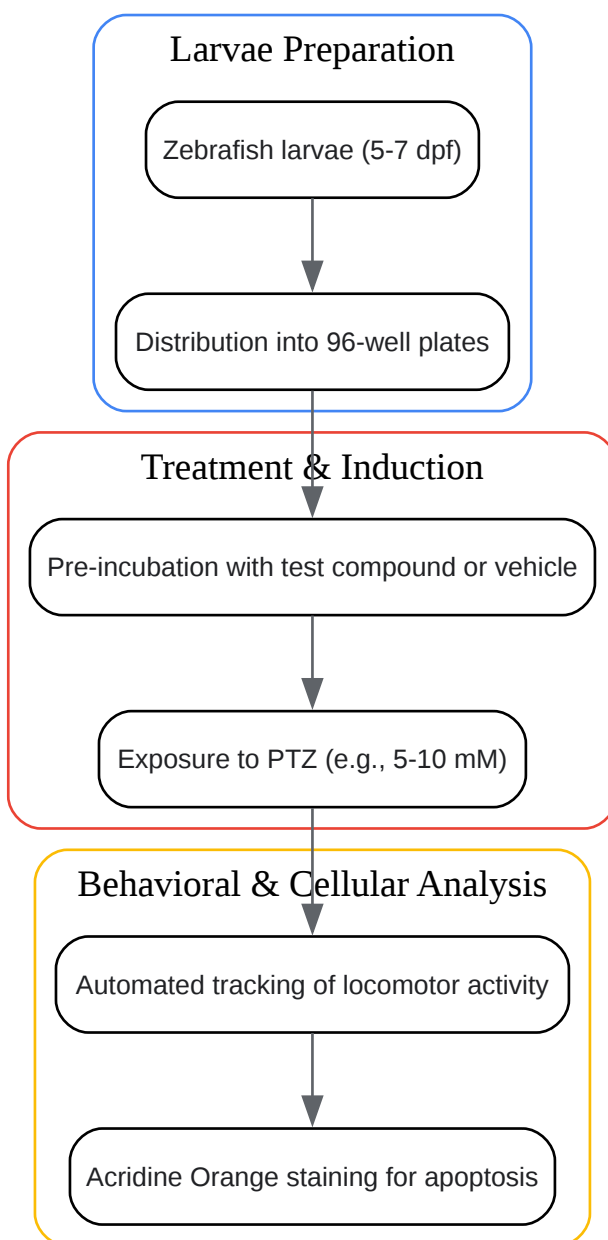 Larvae Preparation
Zebrafish larvae (5-7 dpf)
Distribution into 96-well plates
Treatment & Induction
Pre-incubation with test compound or vehicle
Exposure to PTZ (e.g., 5-10 mM)
Behavioral & Cellular Analysis
Automated tracking of locomotor activity
Acridine Orange staining for apoptosis